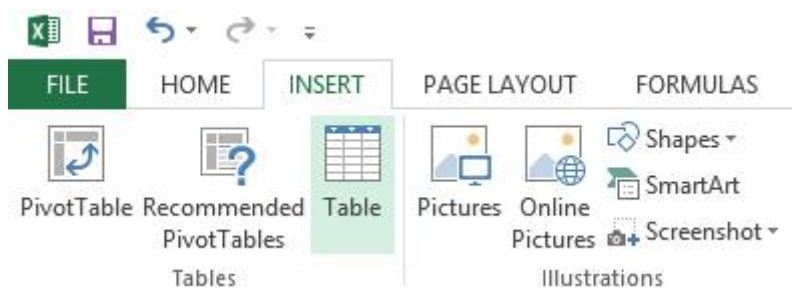 FILE HOME INSERT PAGE LAYOUT FORMULAS
PivotTable Recommended PivotTables Table
Pictures Online Pictures
Shapes
SmartArt
Screenshot
Tables Illustrations